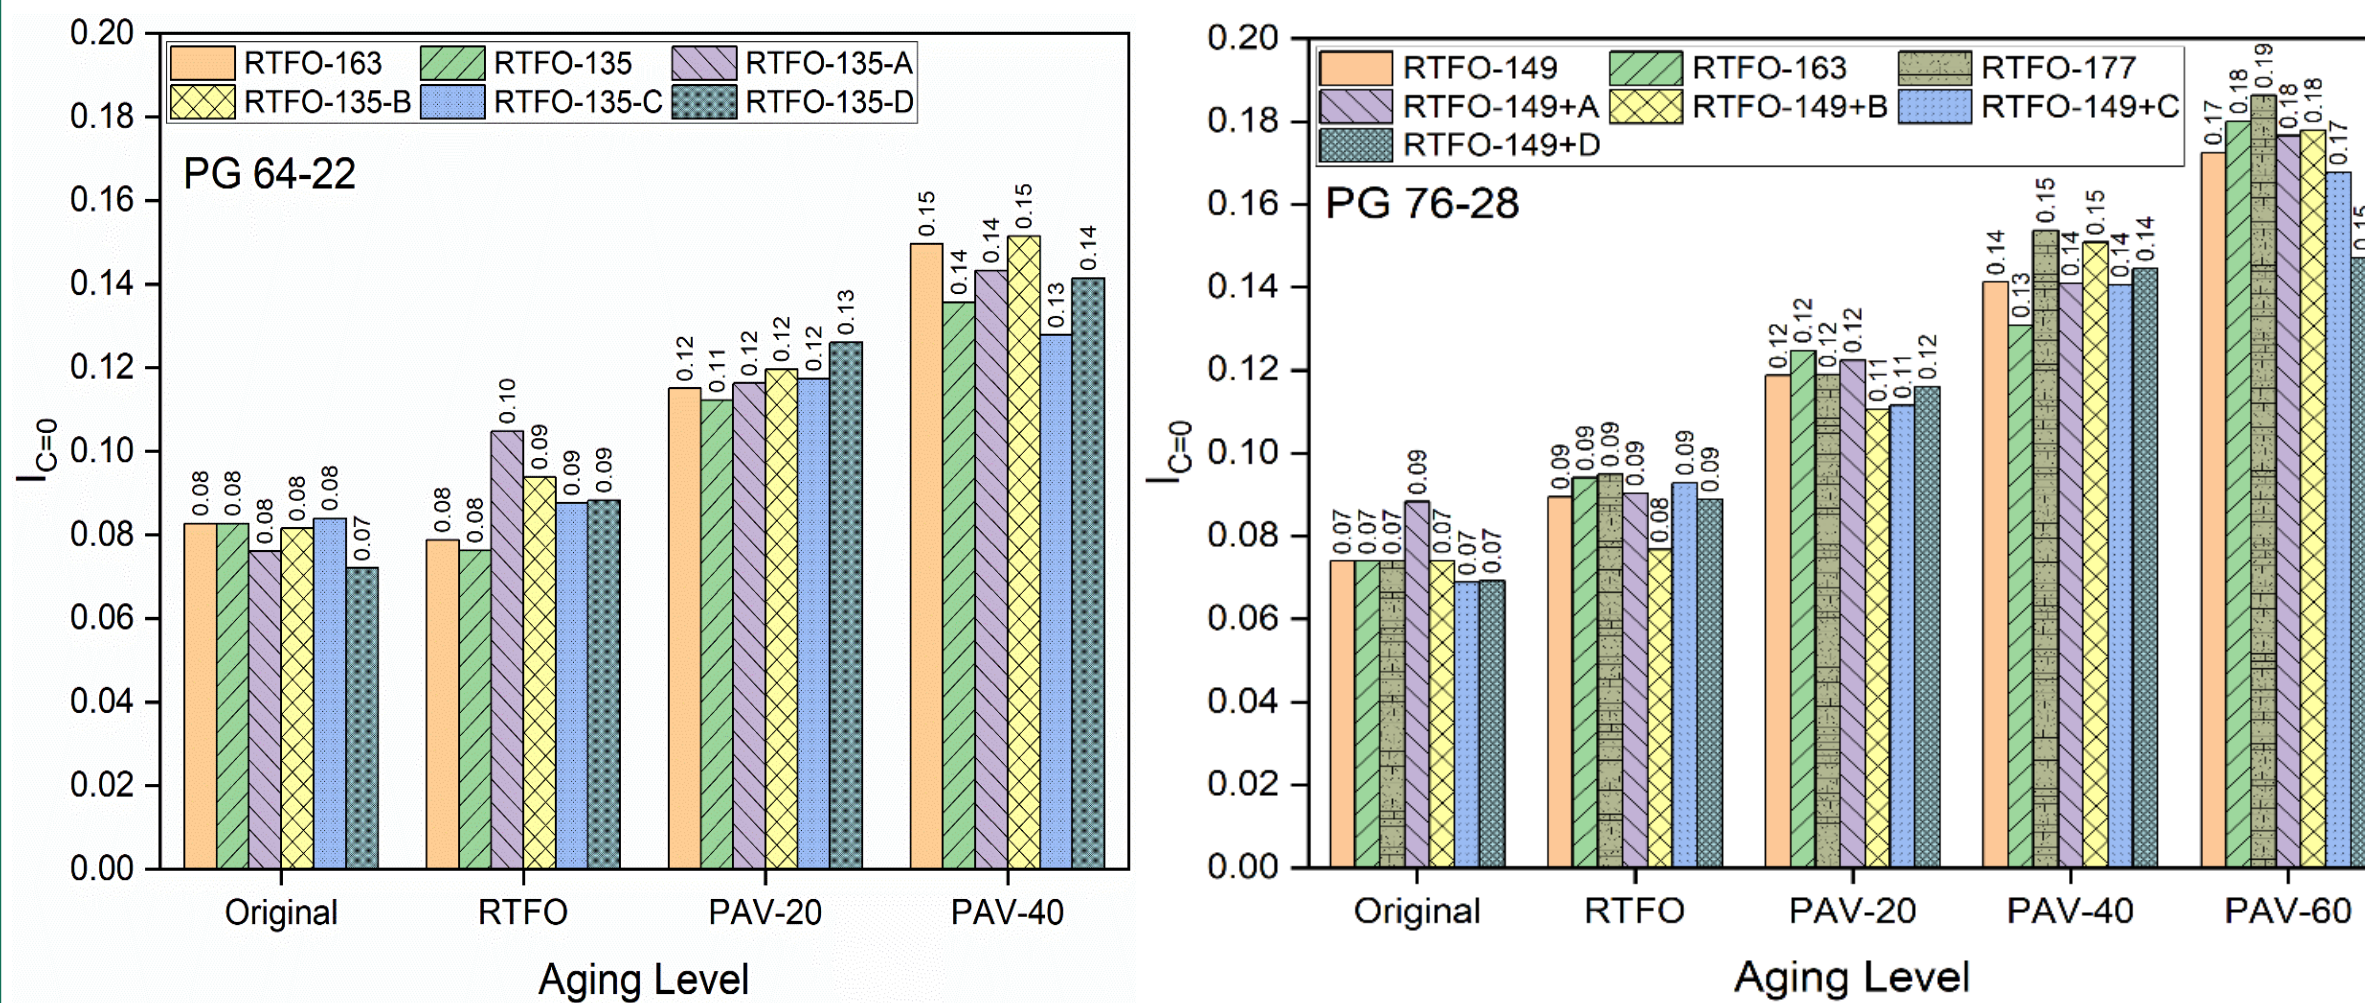 0.20
0.18
0.16
0.14
0.12
0.10
0.08
0.06
0.04
0.02
0.00
I C=0
RTFO-163 RTFO-135 RTFO-135-A
RTFO-135-B RTFO-135-C RTFO-135-D
PG 64-22
0.08 0.08 0.08 0.08 0.08 0.07
0.08 0.08 0.10 0.09 0.09 0.09
0.12 0.11 0.12 0.12 0.12 0.13
0.15 0.14 0.14 0.15 0.13 0.14
Original RTFO PAV-20 PAV-40
Aging Level
0.20
0.18
0.16
0.14
0.12
0.10
0.08
0.06
0.04
0.02
0.00
I C=0
RTFO-149 RTFO-163 RTFO-177
RTFO-149+A RTFO-149+B RTFO-149+C
RTFO-149+D
PG 76-28
0.07 0.07 0.07 0.09 0.07 0.07 0.07
0.09 0.09 0.09 0.09 0.08 0.09 0.09
0.12 0.12 0.12 0.12 0.11 0.11 0.12
0.14 0.13 0.15 0.14 0.15 0.14 0.14
0.17 0.18 0.19 0.18 0.18 0.17 0.15
Original RTFO PAV-20 PAV-40 PAV-60
Aging Level